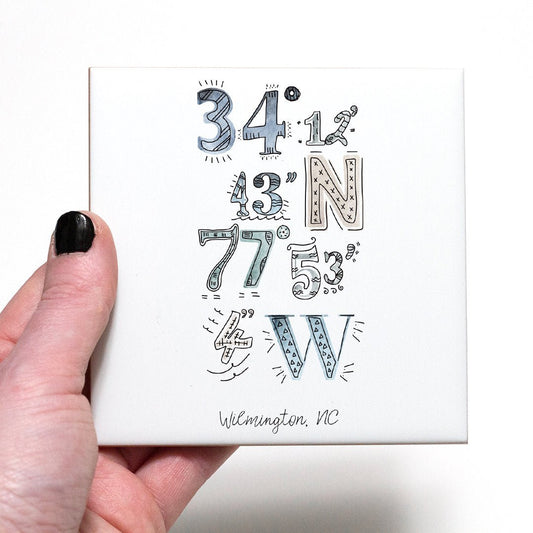 34° 12'
43" N
77° 53'
4" W
Wilmington, NC